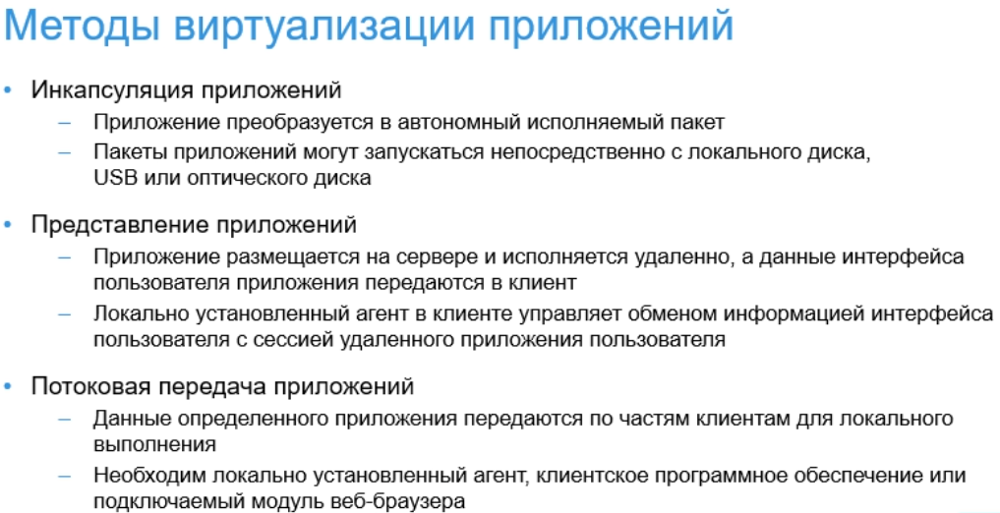 Методы виртуализации приложений
• Инкапсуляция приложений
– Приложение преобразуется в автономный исполняемый пакет
– Пакеты приложений могут запускаться непосредственно с локального диска,
USB или оптического диска
• Представление приложений
– Приложение размещается на сервере и исполняется удаленно, а данные интерфейса
пользователя приложения передаются в клиент
– Локально установленный агент в клиенте управляет обменом информацией интерфейса
пользователя с сессией удаленного приложения пользователя
• Потоковая передача приложений
– Данные определенного приложения передаются по частям клиентам для локального
выполнения
– Необходим локально установленный агент, клиентское программное обеспечение или
подключаемый модуль веб-браузера